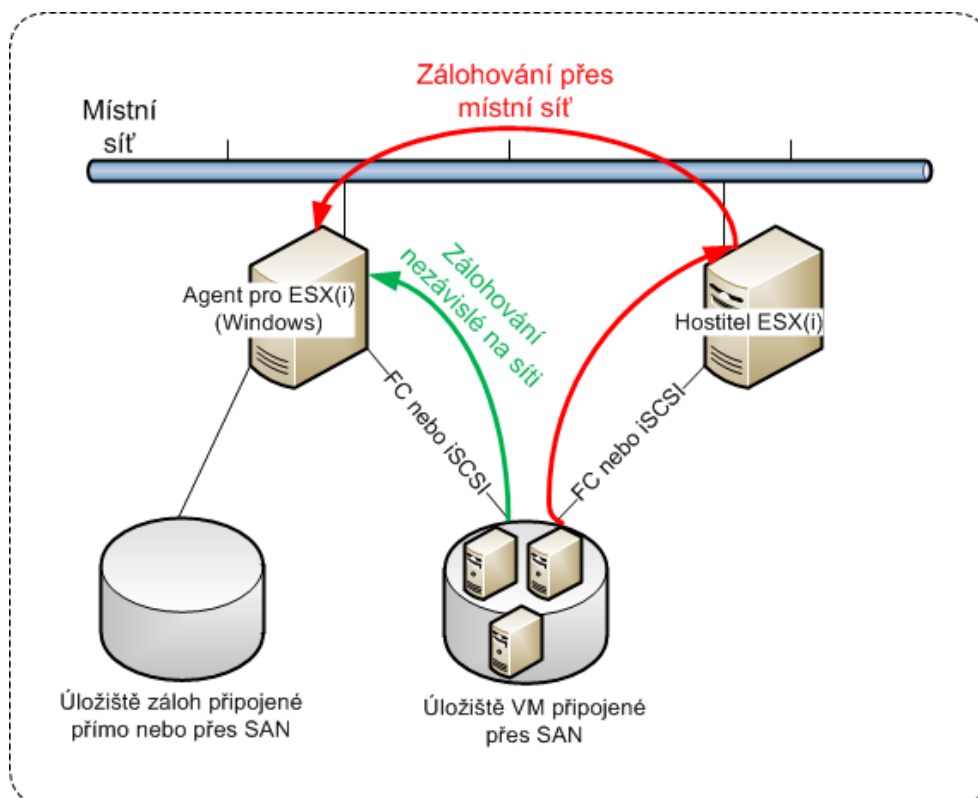 Zálohování přes
místní síť
Místní
síť
Zálohování
nezávislé na síti
Agent pro ESX(i)
(Windows)
Hostitel ESX(i)
FC nebo iSCSI
FC nebo iSCSI
Úložiště záloh připojené
přímo nebo přes SAN
Úložiště VM připojené
přes SAN